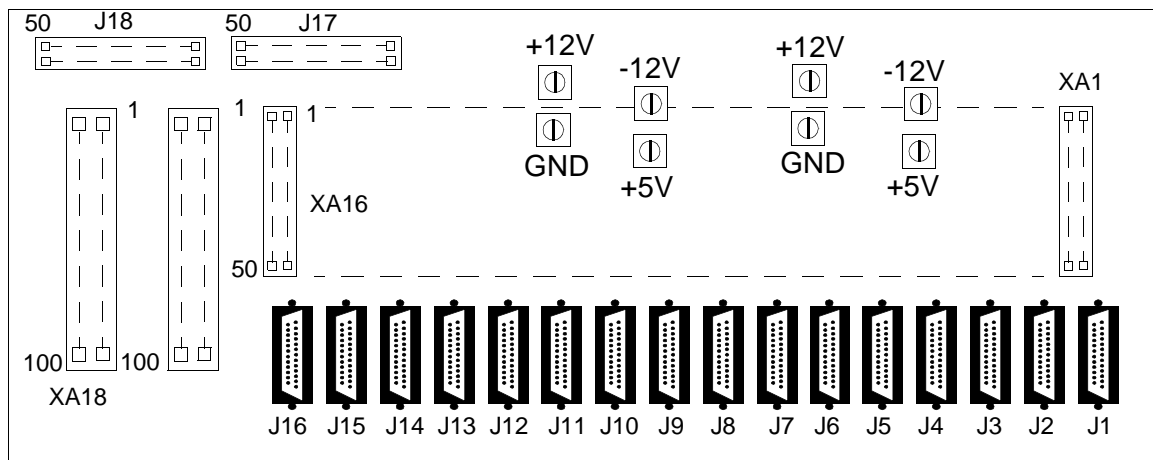 50 J18 50 J17
+12V +12V
-12V -12V XA1
1 1 1
GND GND
+5V +5V
XA16
50
100 100
XA18
J16 J15 J14 J13 J12 J11 J10 J9 J8 J7 J6 J5 J4 J3 J2 J1